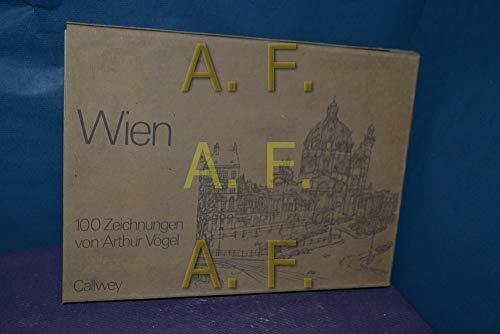 A. F.
Wien
A. F.
100 Zeichnungen
von Arthur Vogel
A. F.
Callwey